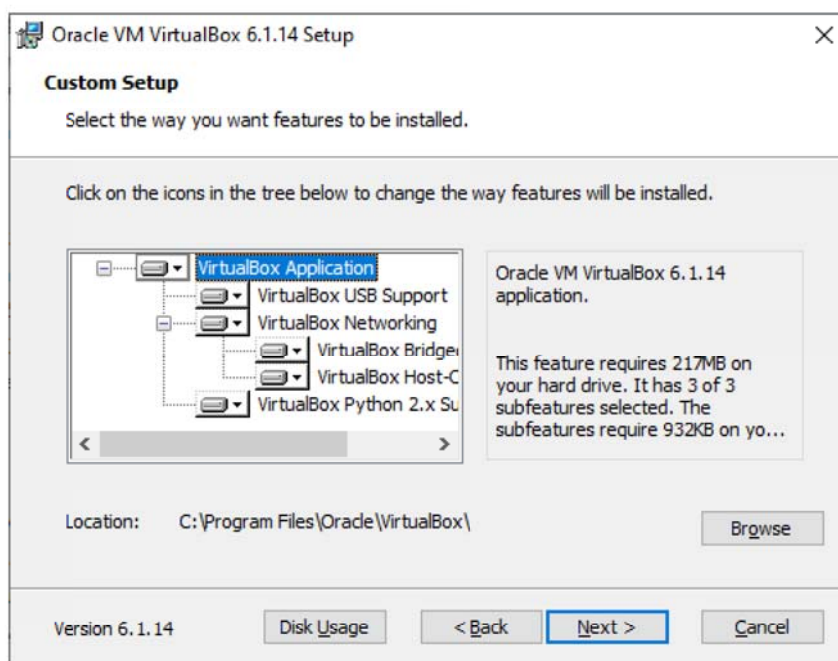 Oracle VM VirtualBox 6.1.14 Setup
Custom Setup
Select the way you want features to be installed.
Click on the icons in the tree below to change the way features will be installed.
VirtualBox Application
VirtualBox USB Support
VirtualBox Networking
VirtualBox
VirtualBox
VirtualBox Python 2.x
Oracle VM VirtualBox 6.1.14
application.
This feature requires 217MB on
your hard drive. It has 3 of 3
subfeatures selected. The
subfeatures require 932KB on yo...
Location: C:\Program Files\Oracle\VirtualBox\
Browse
Version 6.1.14
Disk Usage
< Back
Next >
Cancel